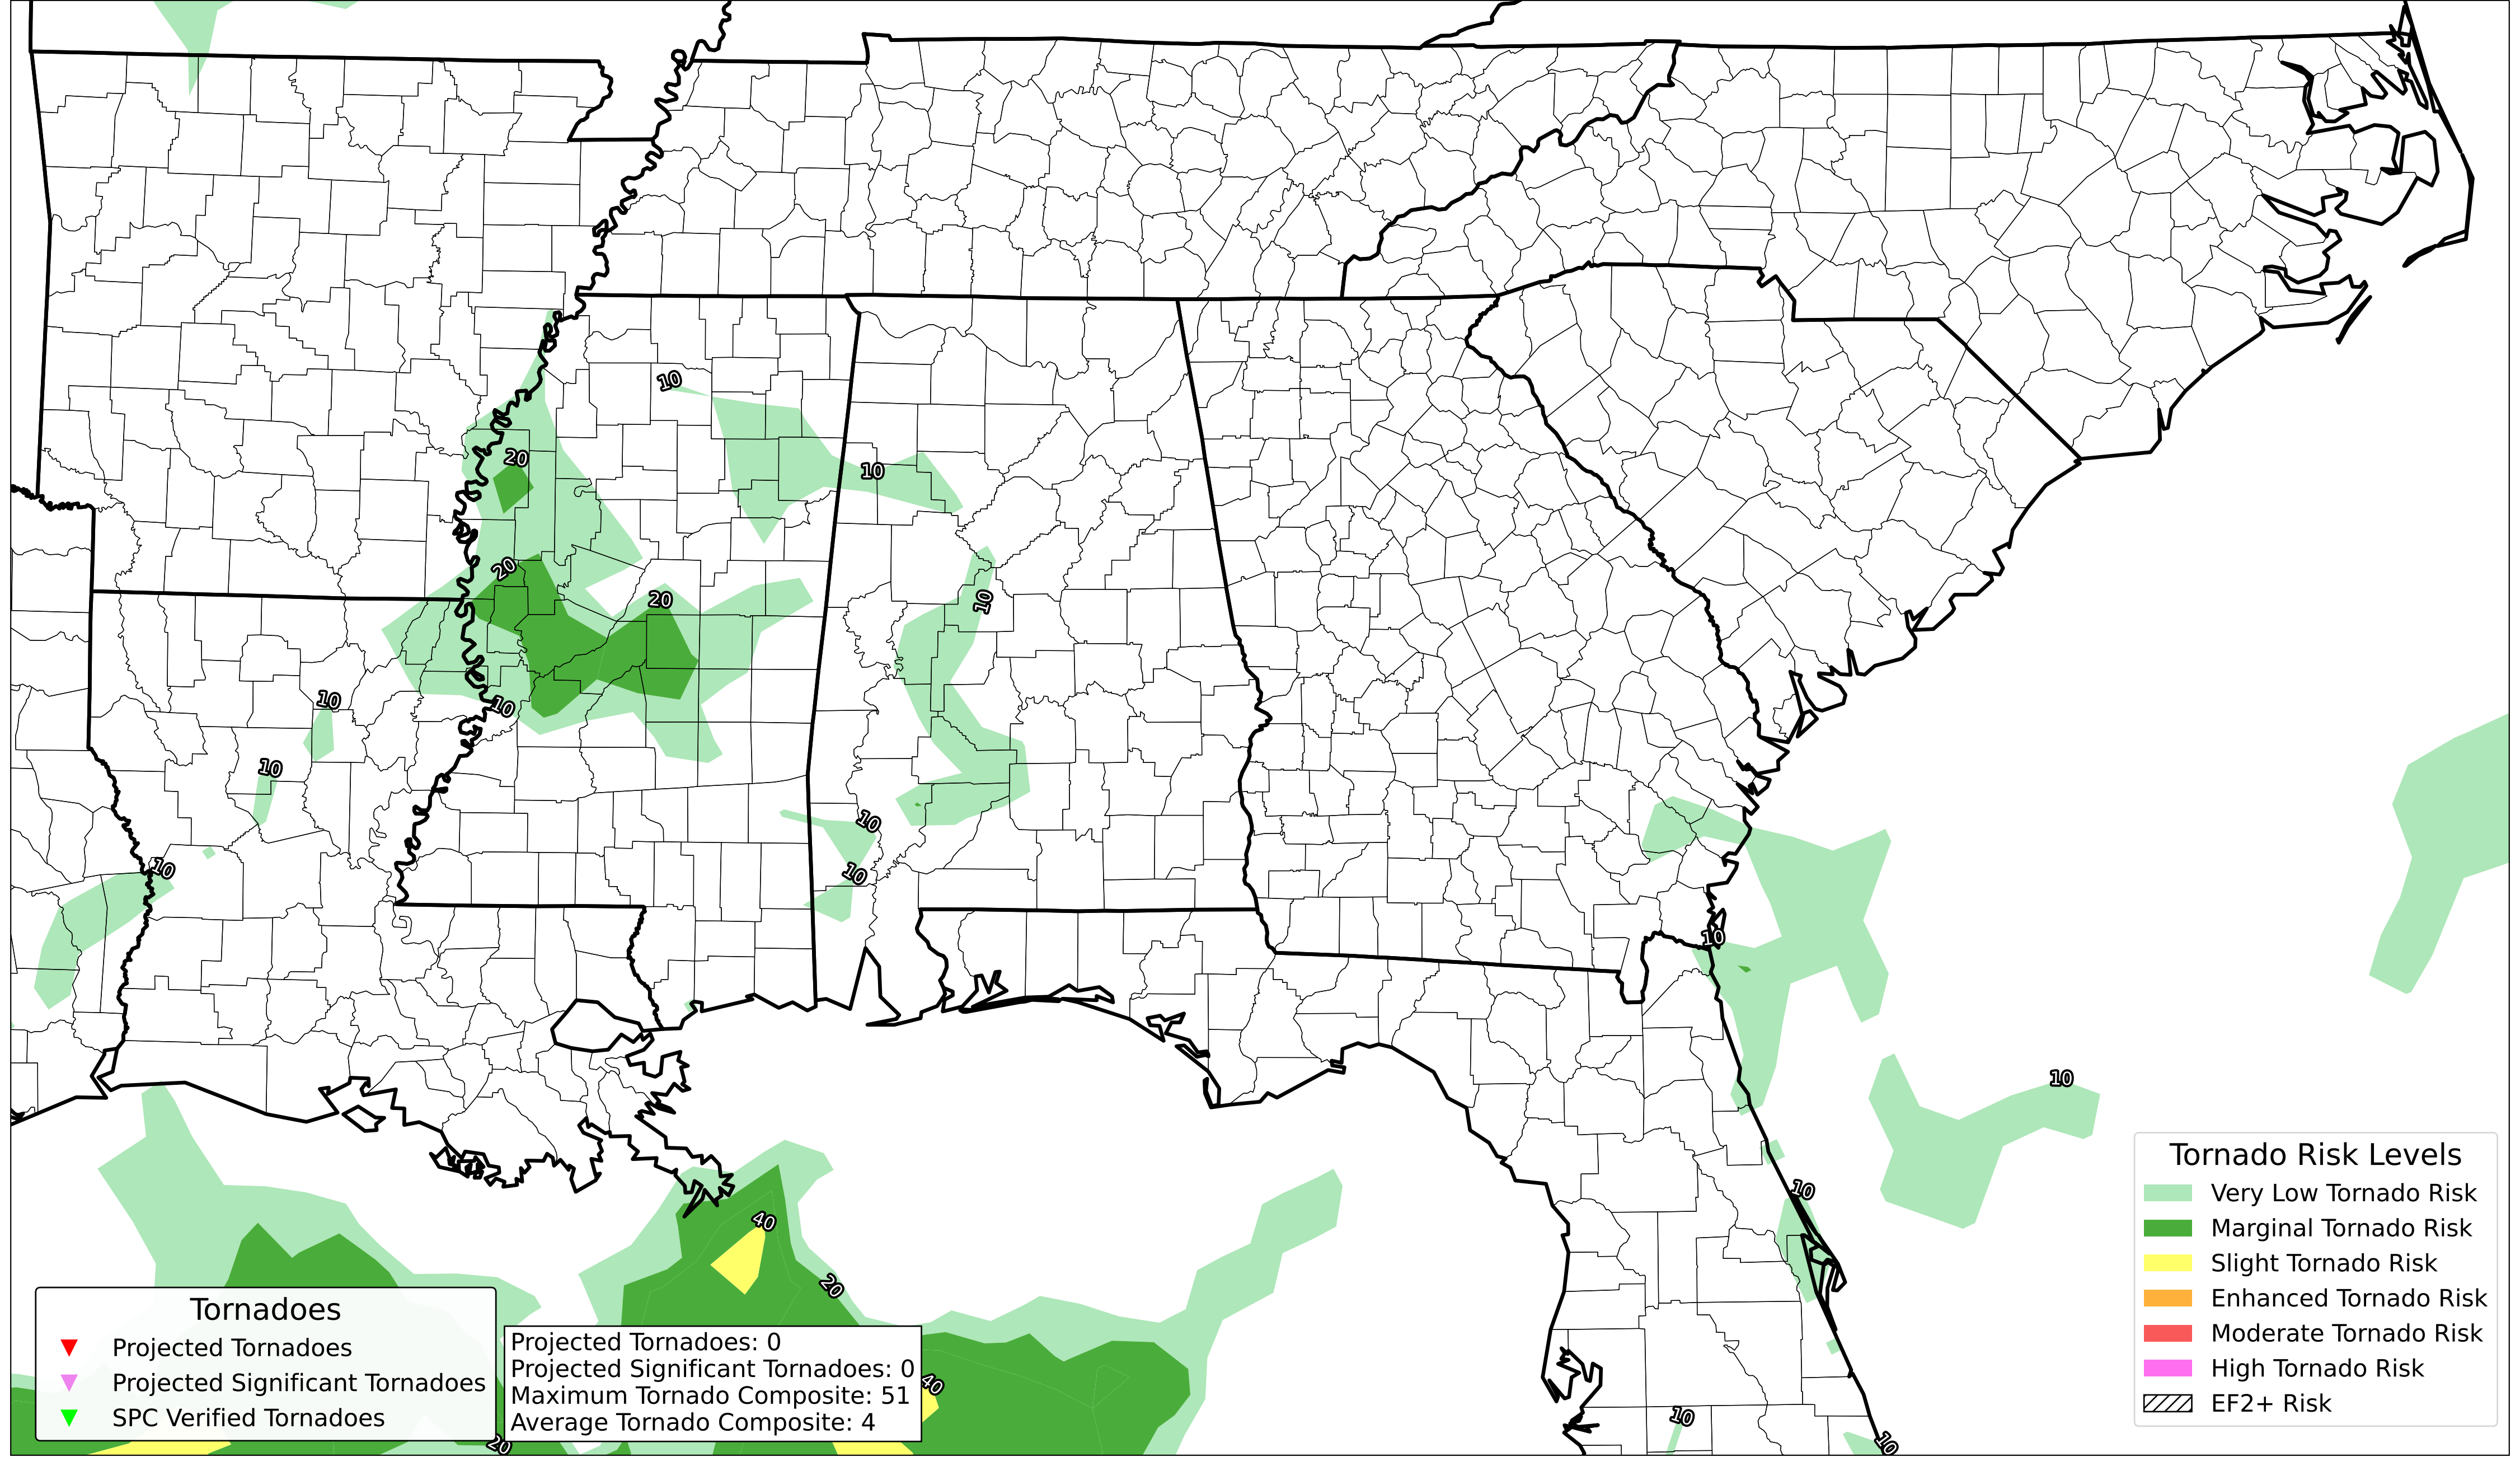 10
10
20
20
20
10
10
10
10
10
10
10
10
10
10
10
40
20
40
20
10
10
Tornado Risk Levels
Very Low Tornado Risk
Marginal Tornado Risk
Slight Tornado Risk
Enhanced Tornado Risk
Moderate Tornado Risk
High Tornado Risk
EF2+ Risk
Tornadoes
Projected Tornadoes
Projected Significant Tornadoes
SPC Verified Tornadoes
Projected Tornadoes: 0
Projected Significant Tornadoes: 0
Maximum Tornado Composite: 51
Average Tornado Composite: 4